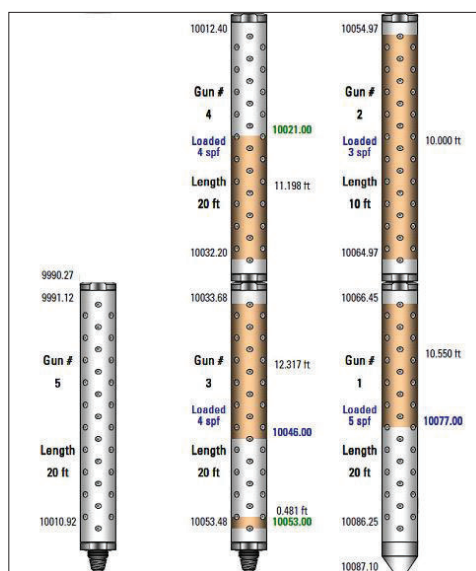 9990.27
9991.12
Gun #
5
Length
20 ft
10010.92
10012.40
Gun #
4
Loaded
4 spf
10021.00
Length
20 ft
11.198 ft
10032.20
10033.68
Gun #
3
12.317 ft
Loaded
4 spf
10046.00
Length
20 ft
0.481 ft
10053.48
10053.00
10054.97
Gun #
2
Loaded
3 spf
10.000 ft
Length
10 ft
10064.97
10066.45
Gun #
1
10.550 ft
Loaded
5 spf
10077.00
Length
20 ft
10086.25
10087.10